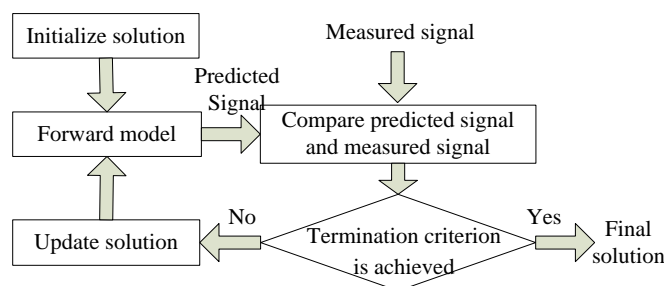 Initialize solution
Measured signal
Predicted
Signal
Forward model
Compare predicted signal
and measured signal
No
Yes
Update solution
Termination criterion
is achieved
Final
solution